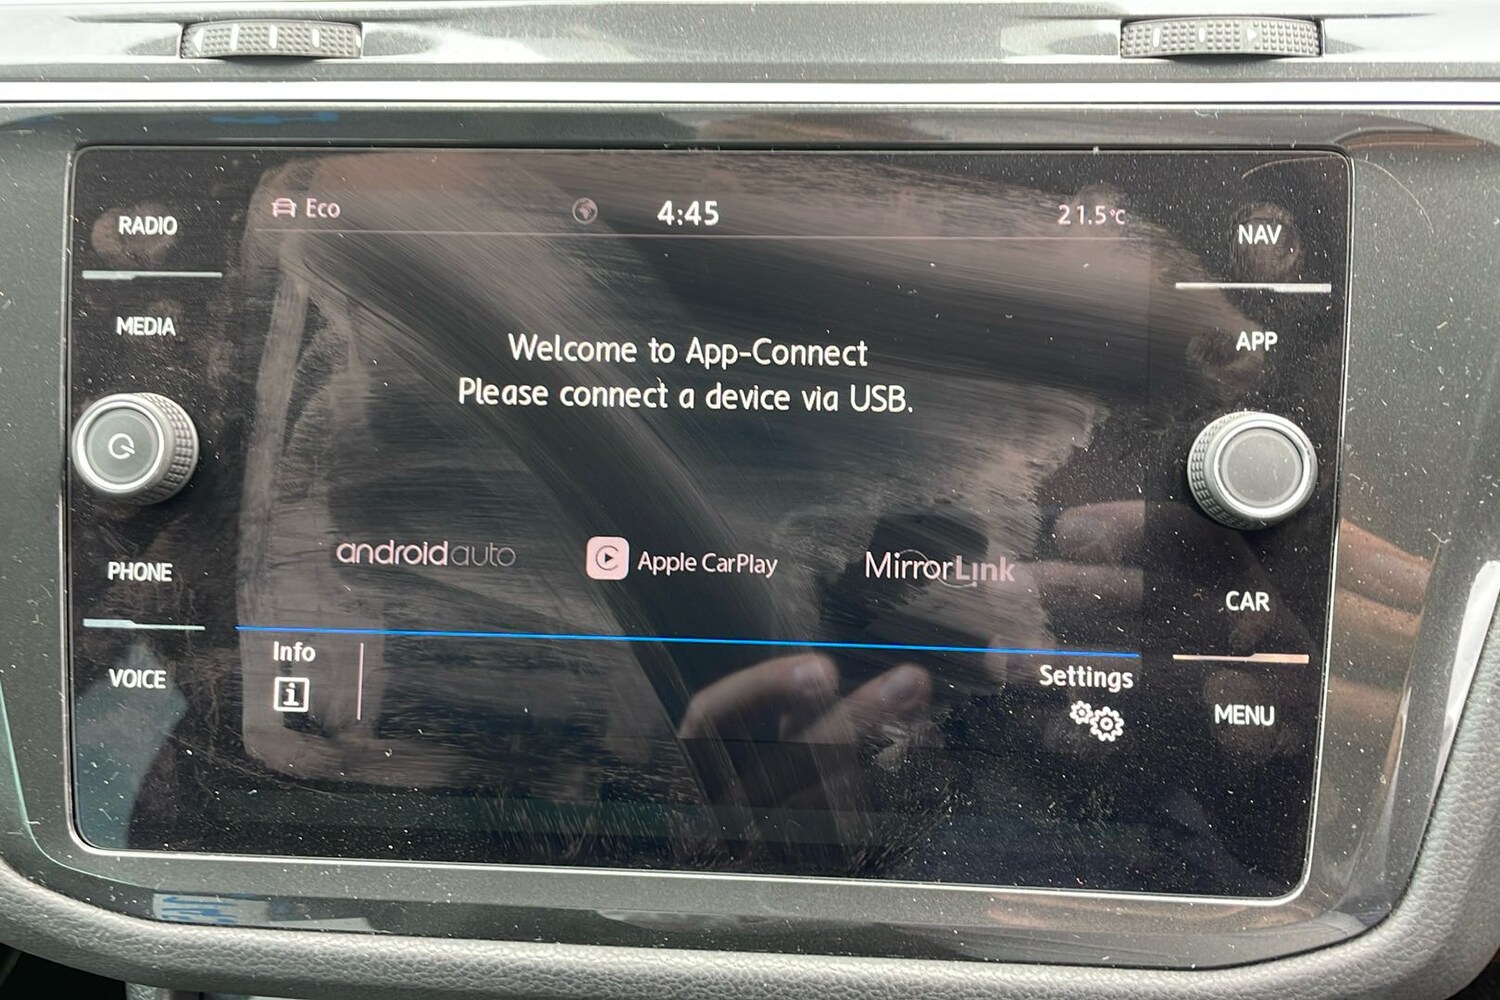 RADIO
MEDIA
PHONE
VOICE
Eco
4:45
21.5°C
Welcome to App-Connect
Please connect a device via USB.
androidauto
Apple CarPlay
MirrorLink
Info
i
Settings
NAV
APP
CAR
MENU